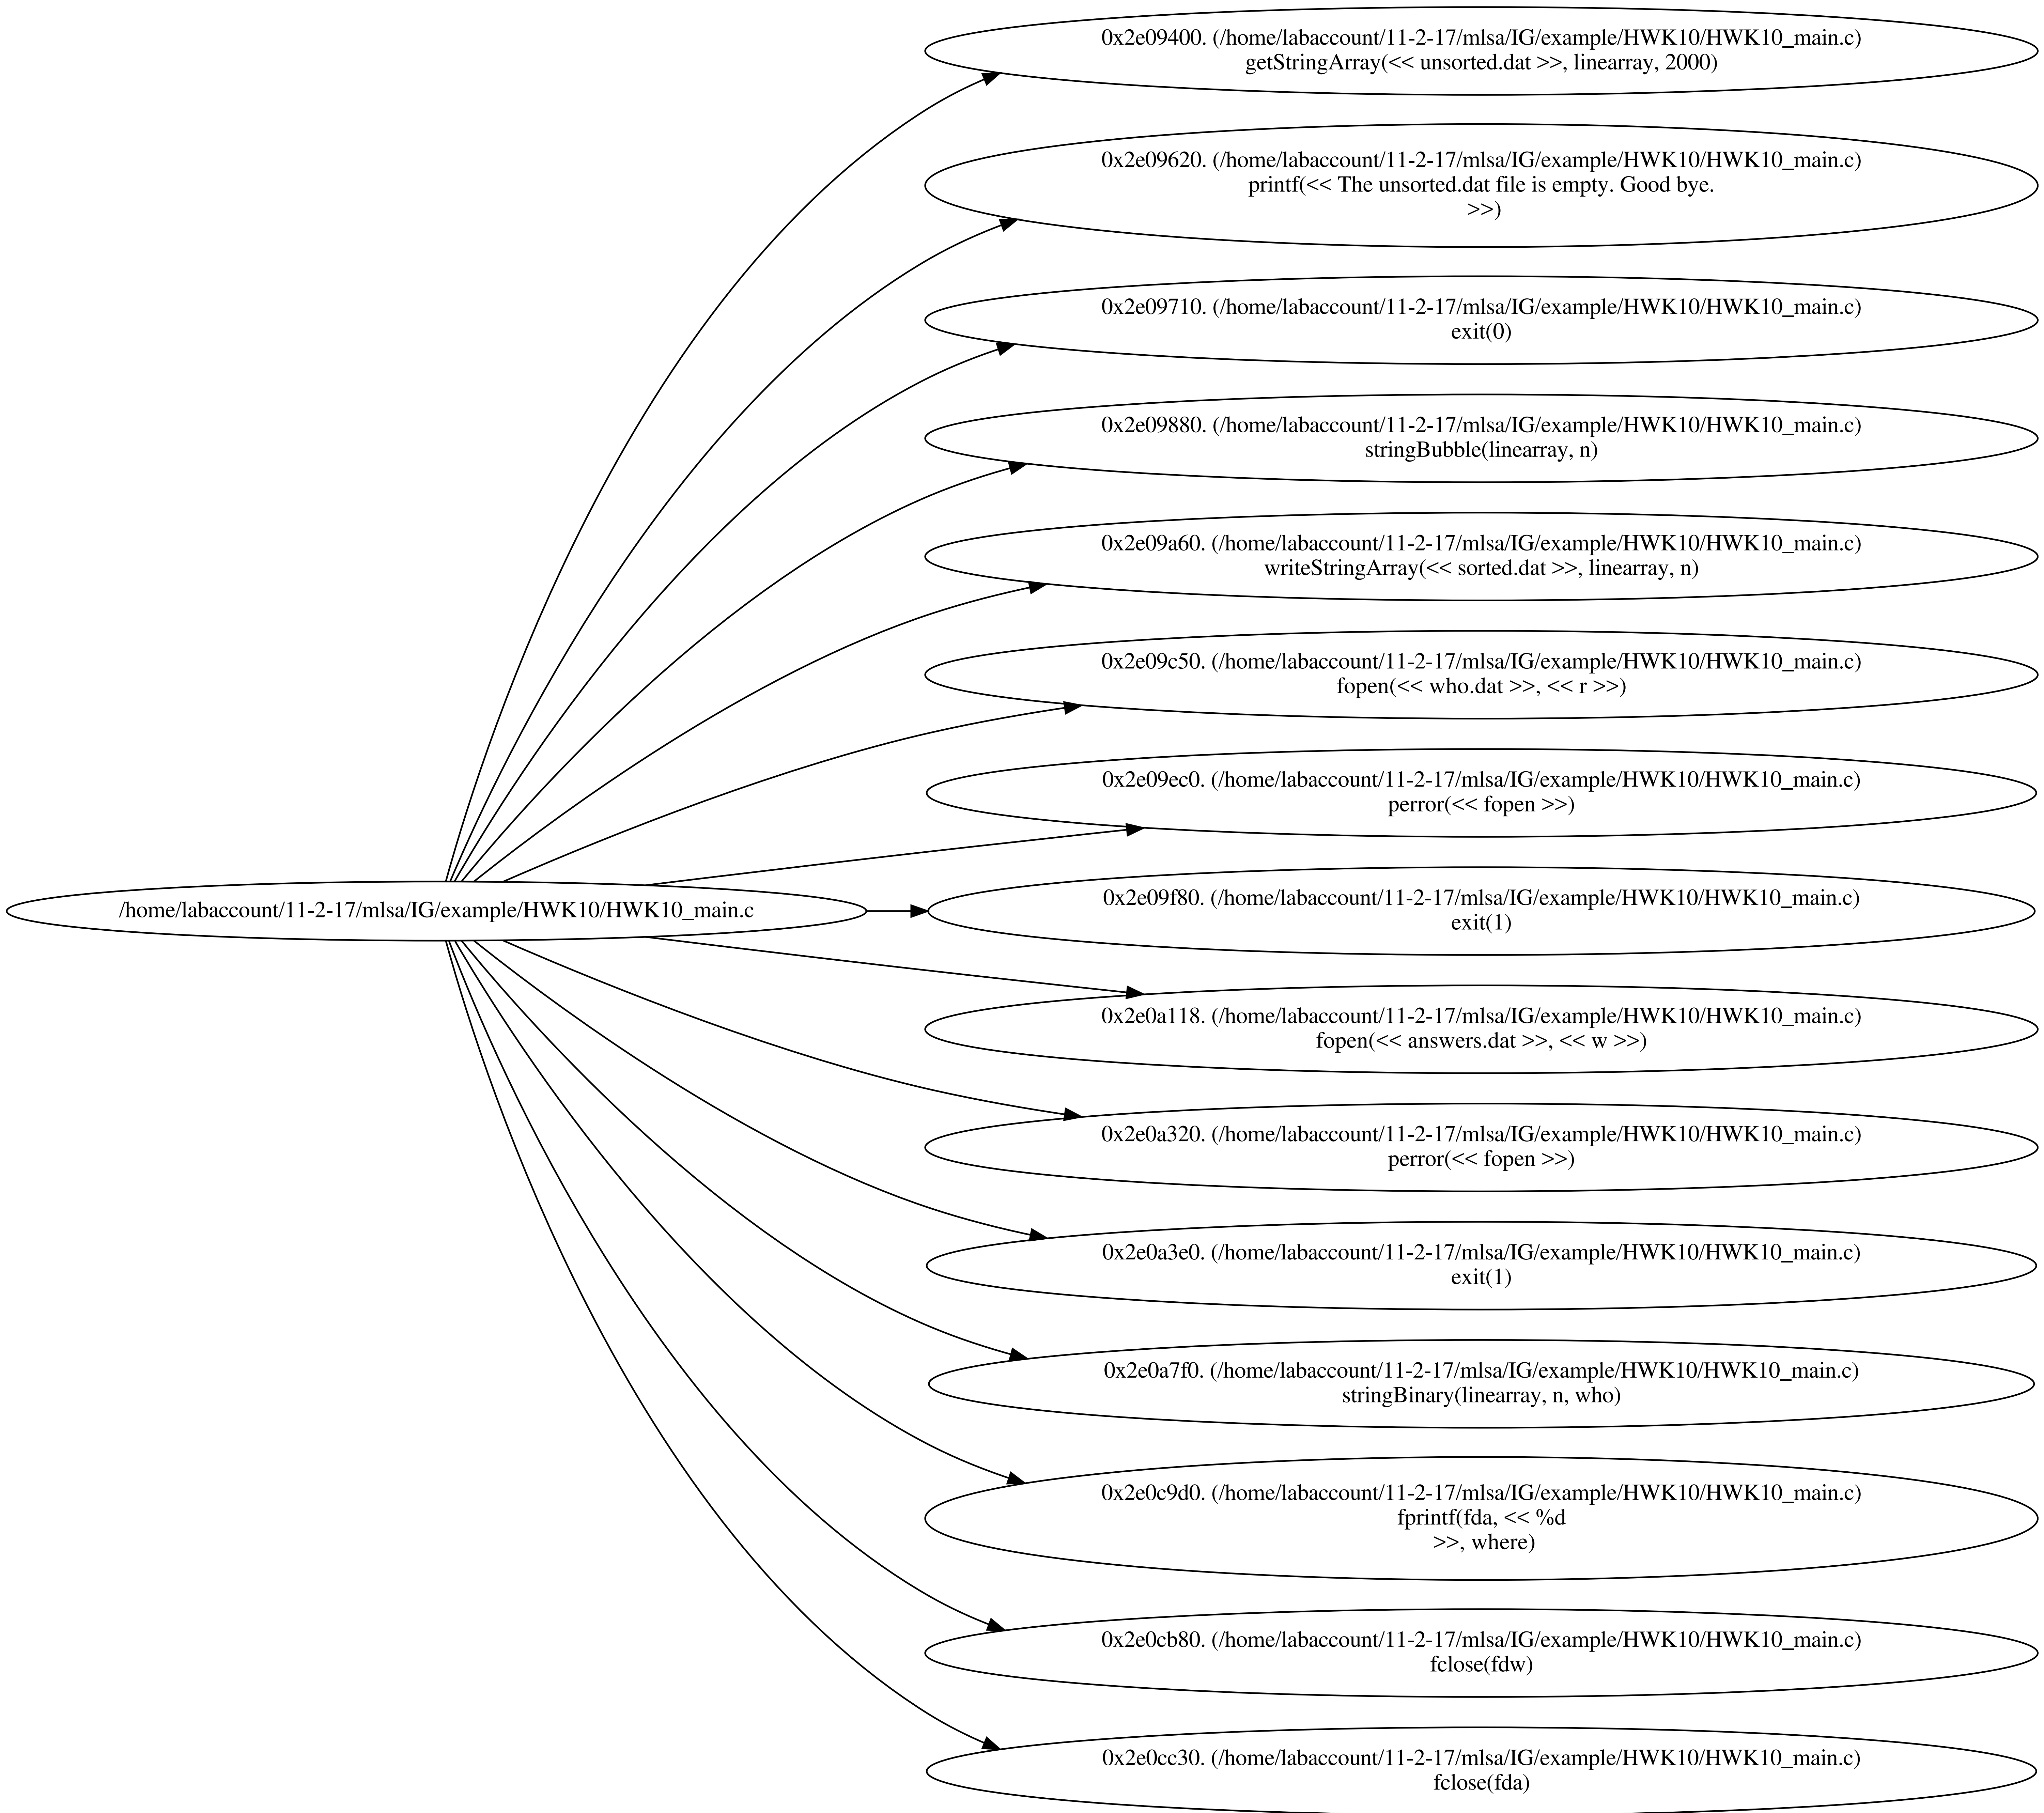 0x2e09400. (/home/labaccount/11-2-17/mlsa/IG/example/HWK10/HWK10_main.c)
getStringArray(<< unsorted.dat >>, linearray, 2000)
0x2e09620. (/home/labaccount/11-2-17/mlsa/IG/example/HWK10/HWK10_main.c)
printf(<< The unsorted.dat file is empty. Good bye.
>>)
0x2e09710. (/home/labaccount/11-2-17/mlsa/IG/example/HWK10/HWK10_main.c)
exit(0)
0x2e09880. (/home/labaccount/11-2-17/mlsa/IG/example/HWK10/HWK10_main.c)
stringBubble(linearray, n)
0x2e09a60. (/home/labaccount/11-2-17/mlsa/IG/example/HWK10/HWK10_main.c)
writeStringArray(<< sorted.dat >>, linearray, n)
0x2e09c50. (/home/labaccount/11-2-17/mlsa/IG/example/HWK10/HWK10_main.c)
fopen(<< who.dat >>, << r >>)
0x2e09ec0. (/home/labaccount/11-2-17/mlsa/IG/example/HWK10/HWK10_main.c)
perror(<< fopen >>)
/home/labaccount/11-2-17/mlsa/IG/example/HWK10/HWK10_main.c
0x2e09f80. (/home/labaccount/11-2-17/mlsa/IG/example/HWK10/HWK10_main.c)
exit(1)
0x2e0a118. (/home/labaccount/11-2-17/mlsa/IG/example/HWK10/HWK10_main.c)
fopen(<< answers.dat >>, << w >>)
0x2e0a320. (/home/labaccount/11-2-17/mlsa/IG/example/HWK10/HWK10_main.c)
perror(<< fopen >>)
0x2e0a3e0. (/home/labaccount/11-2-17/mlsa/IG/example/HWK10/HWK10_main.c)
exit(1)
0x2e0a7f0. (/home/labaccount/11-2-17/mlsa/IG/example/HWK10/HWK10_main.c)
stringBinary(linearray, n, who)
0x2e0c9d0. (/home/labaccount/11-2-17/mlsa/IG/example/HWK10/HWK10_main.c)
fprintf(fda, << %d
>>, where)
0x2e0cb80. (/home/labaccount/11-2-17/mlsa/IG/example/HWK10/HWK10_main.c)
fclose(fdw)
0x2e0cc30. (/home/labaccount/11-2-17/mlsa/IG/example/HWK10/HWK10_main.c)
fclose(fda)